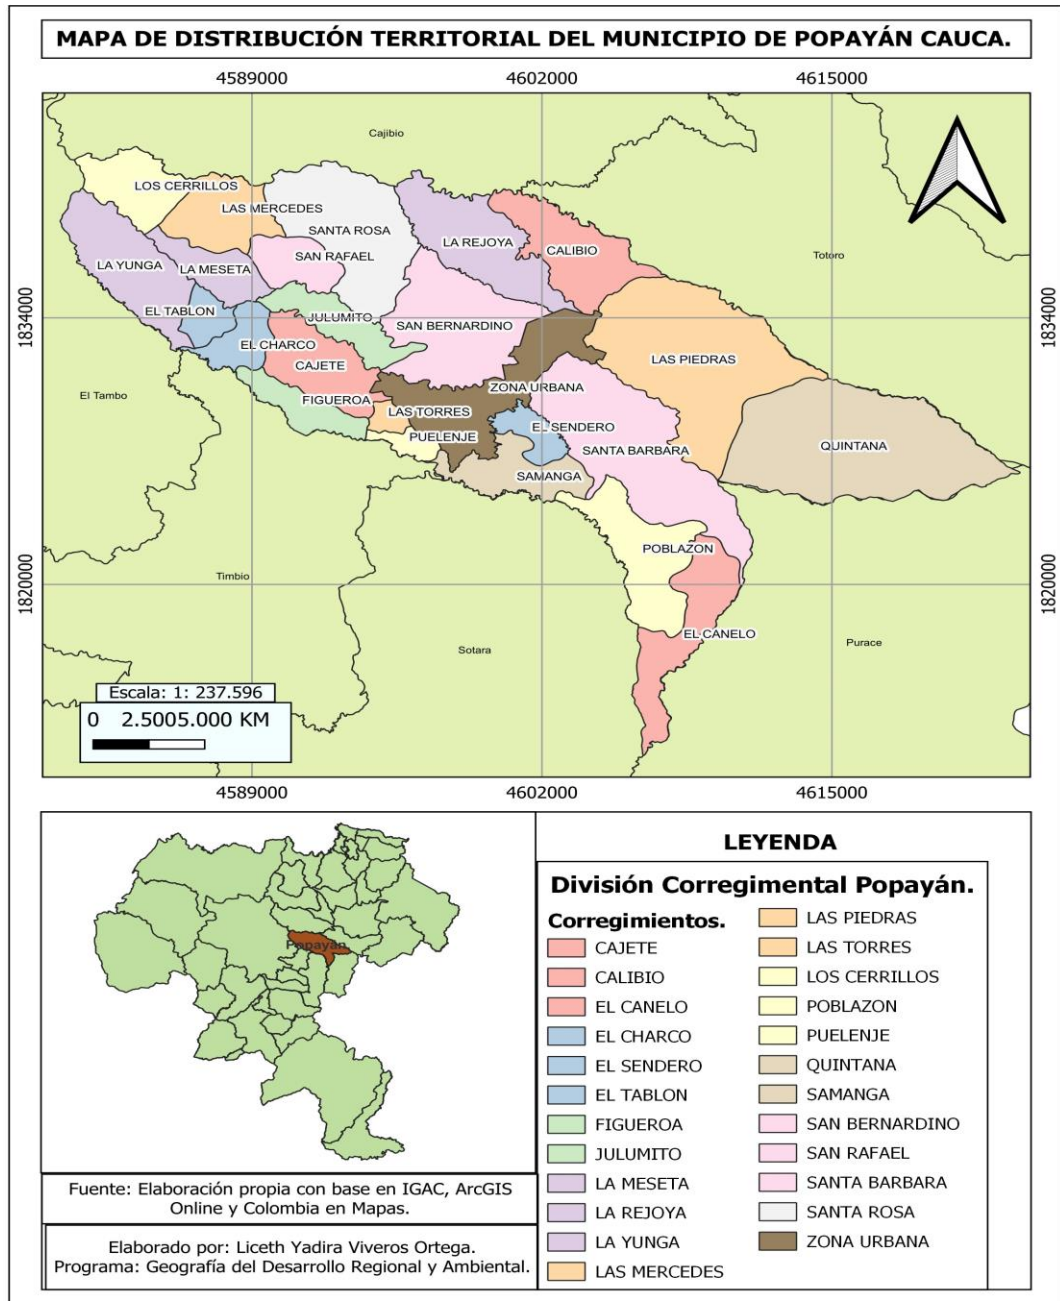 MAPA DE DISTRIBUCIÓN TERRITORIAL DEL MUNICIPIO DE POPAYÁN CAUCA.
4589000 4602000 4615000
Cajibio
LOS CERRILLOS
LAS MERCEDES
SANTA ROSA
LA REJOYA
CALIBIO
Totoro
SAN RAFAEL
LA YUNGA
LA MESETA
EL TABLON
JULUMITO
1834000
1834000
SAN BERNARDINO
EL CHARCO
CAJETE
LAS PIEDRAS
ZONA URBANA
El Tambo
FIGUEROA
LAS TORRES
EL SENDERO
PUELENJE
SANTA BARBARA
QUINTANA
SAMANGA
POBLAZON
Timbio
1820000
1820000
EL CANELO
Sotara
Purace
Escala: 1: 237.596
0 2.5005.000 KM
4589000 4602000 4615000
Popayán
Fuente: Elaboración propia con base en IGAC, ArcGIS
Online y Colombia en Mapas.
Elaborado por: Liceth Yadira Viveros Ortega.
Programa: Geografía del Desarrollo Regional y Ambiental.
LEYENDA
División Corregimental Popayán.
Corregimientos.
CAJETE
CALIBIO
EL CANELO
EL CHARCO
EL SENDERO
EL TABLON
FIGUEROA
JULUMITO
LA MESETA
LA REJOYA
LA YUNGA
LAS MERCEDES
LAS PIEDRAS
LAS TORRES
LOS CERRILLOS
POBLAZON
PUELENJE
QUINTANA
SAMANGA
SAN BERNARDINO
SAN RAFAEL
SANTA BARBARA
SANTA ROSA
ZONA URBANA